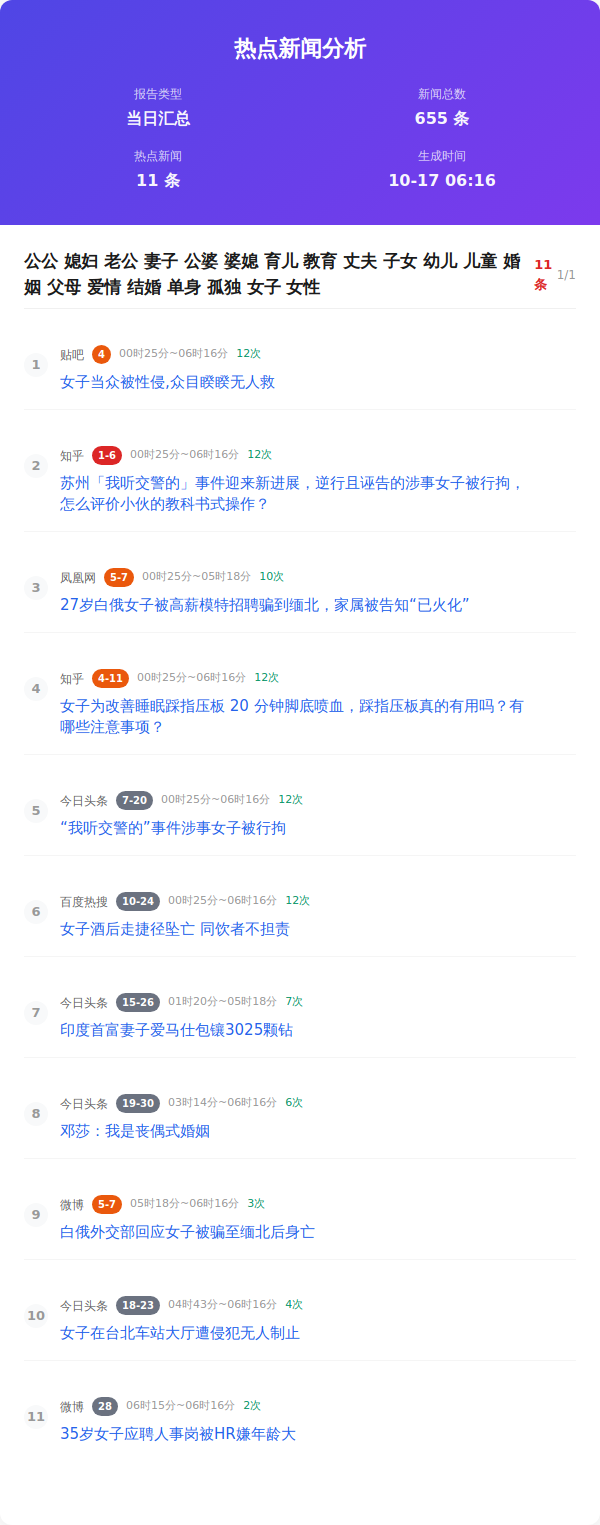 热点新闻分析
报告类型
当日汇总
新闻总数
655 条
热点新闻
11 条
生成时间
10-17 06:16
公公 媳妇 老公 妻子 公婆 婆媳 育儿 教育 丈夫 子女 幼儿 儿童 婚
姻 父母 爱情 结婚 单身 孤独 女子 女性
11
条
1/1
1
贴吧 4 00时25分~06时16分 12次
女子当众被性侵,众目睽睽无人救
2
知乎 1-6 00时25分~06时16分 12次
苏州「我听交警的」事件迎来新进展，逆行且诬告的涉事女子被行拘，
怎么评价小伙的教科书式操作？
3
凤凰网 5-7 00时25分~05时18分 10次
27岁白俄女子被高薪模特招聘骗到缅北，家属被告知“已火化”
4
知乎 4-11 00时25分~06时16分 12次
女子为改善睡眠踩指压板 20 分钟脚底喷血，踩指压板真的有用吗？有
哪些注意事项？
5
今日头条 7-20 00时25分~06时16分 12次
“我听交警的”事件涉事女子被行拘
6
百度热搜 10-24 00时25分~06时16分 12次
女子酒后走捷径坠亡 同饮者不担责
7
今日头条 15-26 01时20分~05时18分 7次
印度首富妻子爱马仕包镶3025颗钻
8
今日头条 19-30 03时14分~06时16分 6次
邓莎：我是丧偶式婚姻
9
微博 5-7 05时18分~06时16分 3次
白俄外交部回应女子被骗至缅北后身亡
10
今日头条 18-23 04时43分~06时16分 4次
女子在台北车站大厅遭侵犯无人制止
11
微博 28 06时15分~06时16分 2次
35岁女子应聘人事岗被HR嫌年龄大